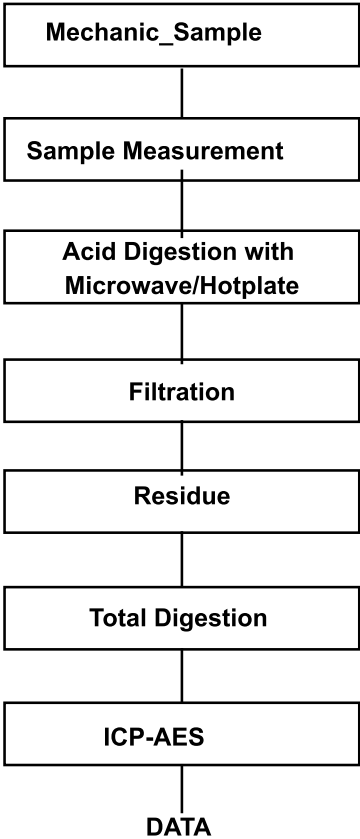 Mechanic_Sample
Sample Measurement
Acid Digestion with
Microwave/Hotplate
Filtration
Residue
Total Digestion
ICP-AES
DATA